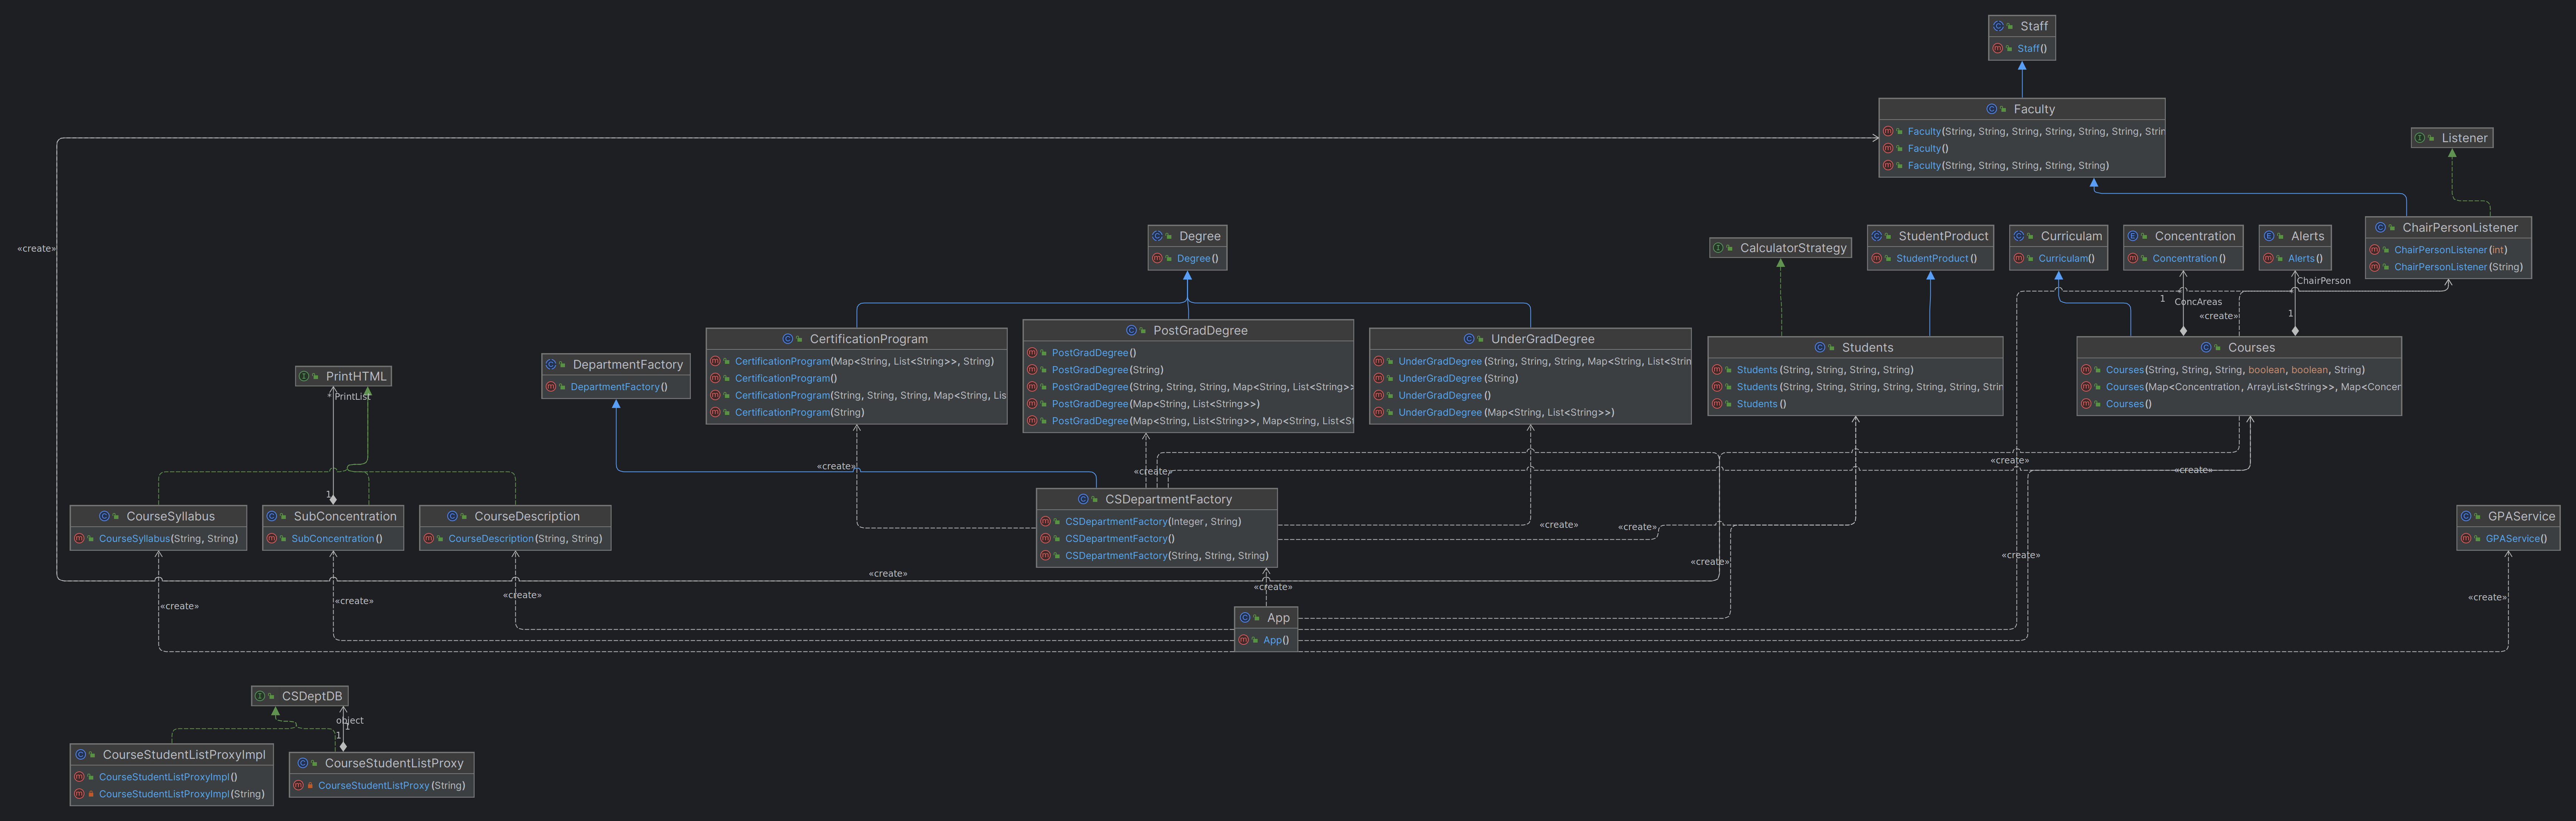 Staff
Staff()
Faculty
Faculty(String, String, String, String, String, String, Strin
Faculty()
Faculty(String, String, String, String, String)
Listener
ChairPersonListener
ChairPersonListener(int)
ChairPersonListener(String)
«create»
Degree
Degree()
CalculatorStrategy
StudentProduct
StudentProduct()
Curriculam
Curriculam()
Concentration
Concentration()
Alerts
Alerts()
ChairPerson
1
ConcAreas
«create»
1
CertificationProgram
CertificationProgram(Map<String, List<String>>, String)
CertificationProgram()
CertificationProgram(String, String, String, Map<String, Lis
CertificationProgram(String)
PostGradDegree
PostGradDegree()
PostGradDegree(String)
PostGradDegree(String, String, String, Map<String, List<String>>
PostGradDegree(Map<String, List<String>>)
PostGradDegree(Map<String, List<String>>, Map<String, List<St
UnderGradDegree
UnderGradDegree(String, String, String, Map<String, List<Strin
UnderGradDegree(String)
UnderGradDegree()
UnderGradDegree(Map<String, List<String>>)
Students
Students(String, String, String, String)
Students(String, String, String, String, String, String, Strin
Students()
Courses
Courses(String, String, String, boolean, boolean, String)
Courses(Map<Concentration, ArrayList<String>>, Map<Concer
Courses()
DepartmentFactory
DepartmentFactory()
PrintHTML
* PrintList
1
«create»
«create»
«create»
«create»
CourseSyllabus
CourseSyllabus(String, String)
SubConcentration
SubConcentration()
CourseDescription
CourseDescription(String, String)
CSDepartmentFactory
CSDepartmentFactory(Integer, String)
CSDepartmentFactory()
CSDepartmentFactory(String, String, String)
«create»
«create»
«create»
«create»
GPAService
GPAService()
«create»
«create»
«create»
«create»
«create»
«create»
«create»
App
App()
CSDeptDB
object
1
1
CourseStudentListProxyImpl
CourseStudentListProxyImpl()
CourseStudentListProxyImpl(String)
CourseStudentListProxy
CourseStudentListProxy(String)